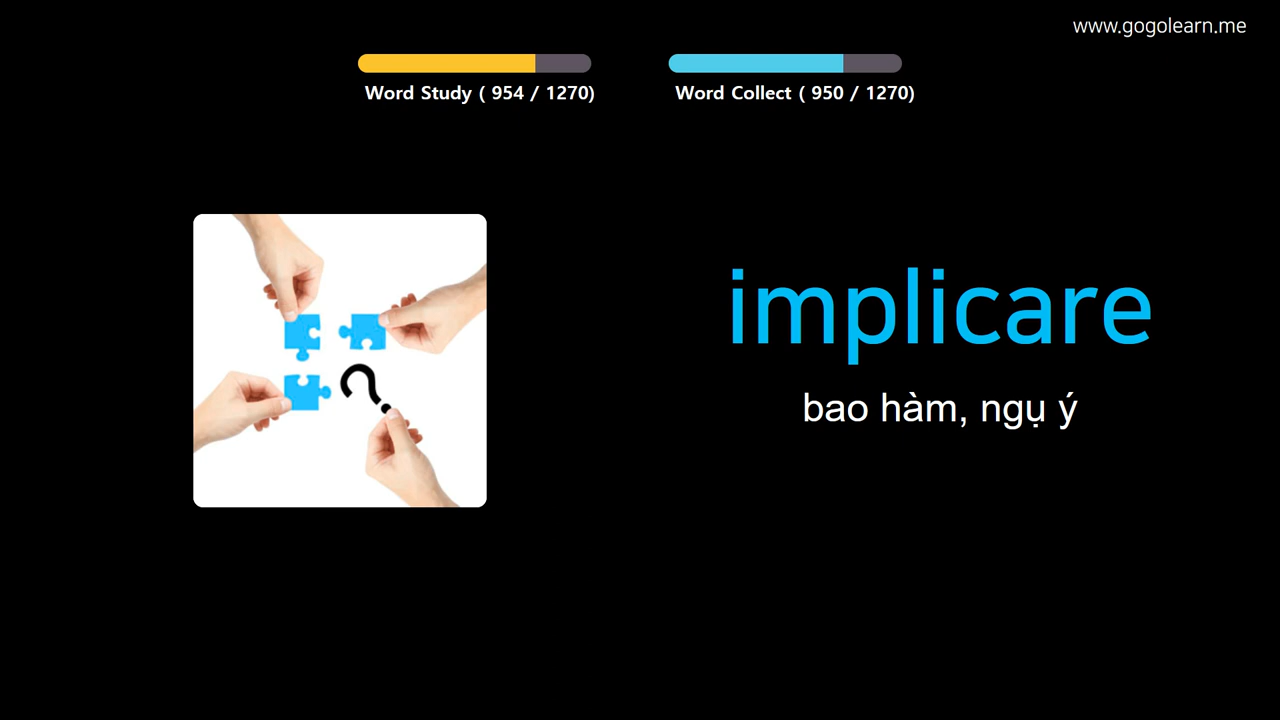 www.gogolearn.me
Word Study ( 954 / 1270)
Word Collect ( 950 / 1270)
implicare
bao hàm, ngụ ý